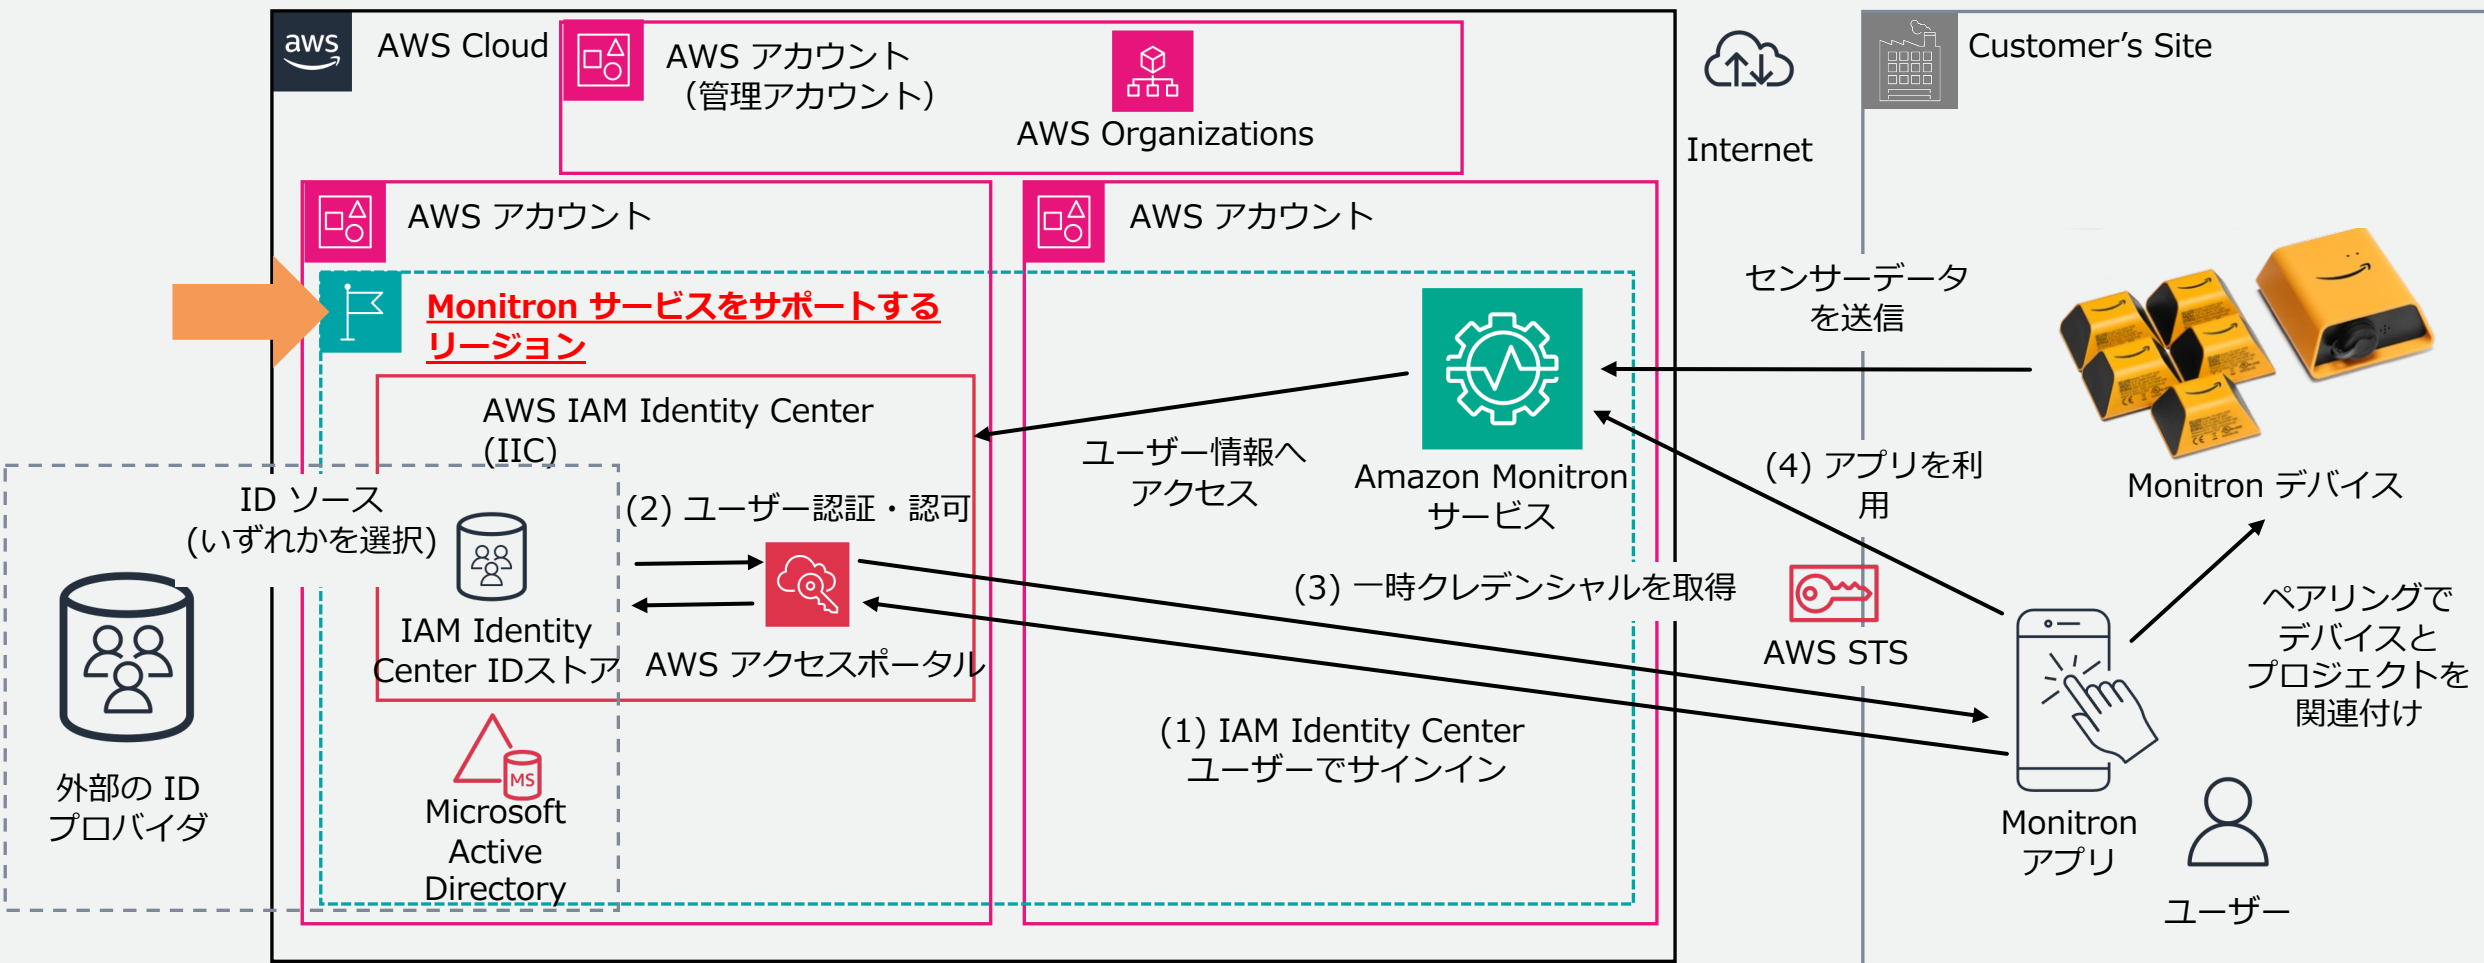 aws
AWS Cloud
AWS アカウント
（管理アカウント）
AWS Organizations
Internet
Customer's Site
AWS アカウント
AWS アカウント
Monitron サービスをサポートする
リージョン
センサーデータ
を送信
AWS IAM Identity Center
(IIC)
ユーザー情報へ
アクセス
Amazon Monitron
サービス
(4) アプリを利
用
Monitron デバイス
ID ソース
(いずれかを選択)
(2) ユーザー認証・認可
(3) 一時クレデンシャルを取得
AWS STS
ペアリングで
デバイスと
プロジェクトを
関連付け
IAM Identity
Center IDストア
AWS アクセスポータル
(1) IAM Identity Center
ユーザーでサインイン
外部の ID
プロバイダ
MS
Microsoft
Active
Directory
Monitron
アプリ
ユーザー